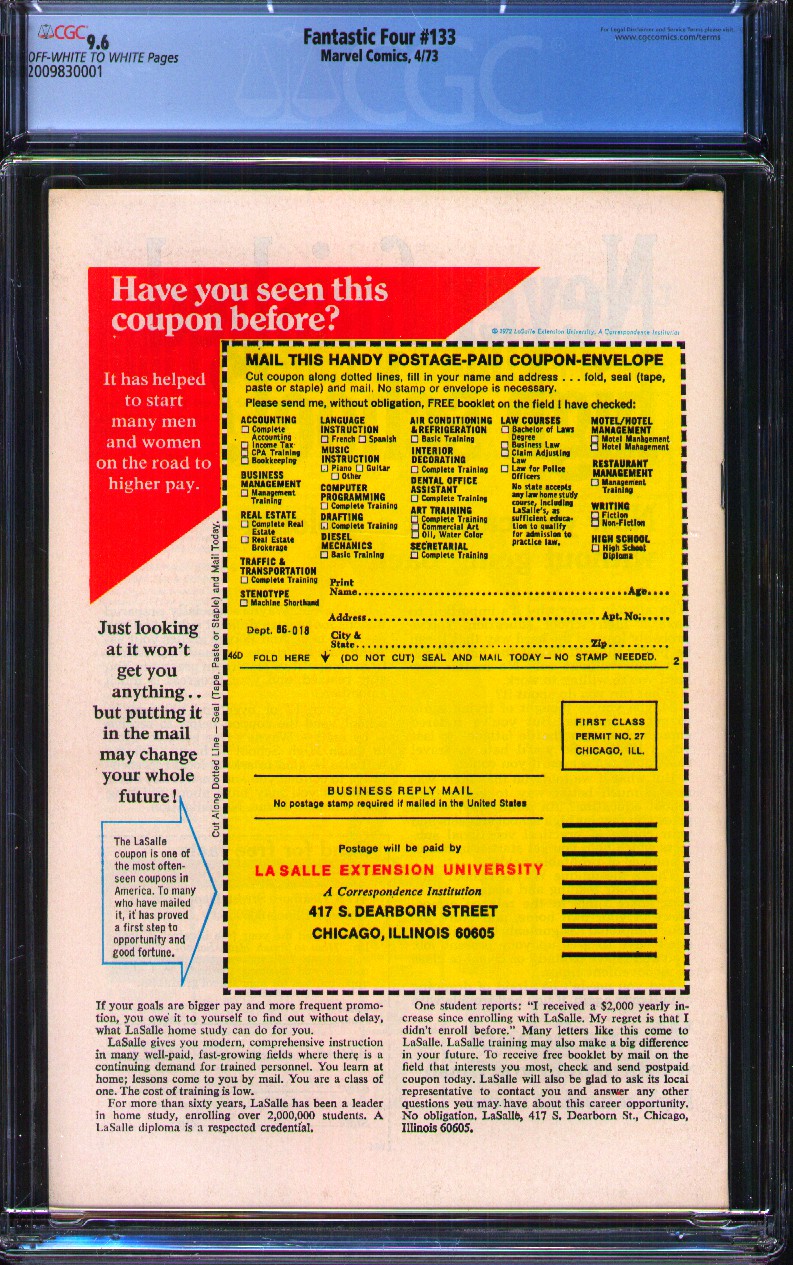 CGC 9.6
OFF-WHITE TO WHITE Pages
2009830001
Fantastic Four #133
Marvel Comics, 4/73
For Legal Disclaimer and Service Terms please visit:
www.cgccomics.com/terms
CGC
Have you seen this
coupon before?
© 1972 LaSalle Extension University, A Correspondence Institution
It has helped
to start
many men
and women
on the road to
higher pay.
Just looking
at it won't
get you
anything . .
but putting it
in the mail
may change
your whole
future!
The LaSalle
coupon is one of
the most often-
seen coupons in
America. To many
who have mailed
it, it has proved
a first step to
opportunity and
good fortune.
Cut Along Dotted Line — Seal (Tape, Paste or Staple) and Mail Today.
MAIL THIS HANDY POSTAGE-PAID COUPON-ENVELOPE
Cut coupon along dotted lines, fill in your name and address . . . fold, seal (tape,
paste or staple) and mail. No stamp or envelope is necessary.
Please send me, without obligation, FREE booklet on the field I have checked:
ACCOUNTING
Complete
Accounting
Income Tax
CPA Training
Bookkeeping
BUSINESS
MANAGEMENT
Management
Training
REAL ESTATE
Complete Real
Estate
Real Estate
Brokerage
TRAFFIC &
TRANSPORTATION
Complete Training
STENOTYPE
Machine Shorthand
LANGUAGE
INSTRUCTION
French Spanish
MUSIC
INSTRUCTION
Piano Guitar
Other
COMPUTER
PROGRAMMING
Complete Training
DRAFTING
Complete Training
DIESEL
MECHANICS
Basic Training
AIR CONDITIONING
& REFRIGERATION
Basic Training
INTERIOR
DECORATING
Complete Training
DENTAL OFFICE
ASSISTANT
Complete Training
ART TRAINING
Complete Training
Commercial Art
Oil, Water Color
SECRETARIAL
Complete Training
LAW COURSES
Bachelor of Laws
Degree
Business Law
Claim Adjusting
Law
Law for Police
Officers
No state accepts
any law home study
course, including
LaSalle's, as
sufficient educa-
tion to qualify
for admission to
practice law.
MOTEL/HOTEL
MANAGEMENT
Motel Management
Hotel Management
RESTAURANT
MANAGEMENT
Management
Training
WRITING
Fiction
Non-Fiction
HIGH SCHOOL
High School
Diploma
Print
Name Age
Address Apt. No.
Dept. 86-018
City &
State Zip
46D FOLD HERE (DO NOT CUT) SEAL AND MAIL TODAY — NO STAMP NEEDED. 2
FIRST CLASS
PERMIT NO. 27
CHICAGO, ILL.
BUSINESS REPLY MAIL
No postage stamp required if mailed in the United States
Postage will be paid by
LA SALLE EXTENSION UNIVERSITY
A Correspondence Institution
417 S. DEARBORN STREET
CHICAGO, ILLINOIS 60605
If your goals are bigger pay and more frequent promo-
tion, you owe it to yourself to find out without delay,
what LaSalle home study can do for you.
LaSalle gives you modern, comprehensive instruction
in many well-paid, fast-growing fields where there is a
continuing demand for trained personnel. You learn at
home; lessons come to you by mail. You are a class of
one. The cost of training is low.
For more than sixty years, LaSalle has been a leader
in home study, enrolling over 2,000,000 students. A
LaSalle diploma is a respected credential.
One student reports: "I received a $2,000 yearly in-
crease since enrolling with LaSalle. My regret is that I
didn't enroll before." Many letters like this come to
LaSalle. LaSalle training may also make a big difference
in your future. To receive free booklet by mail on the
field that interests you most, check and send postpaid
coupon today. LaSalle will also be glad to ask its local
representative to contact you and answer any other
questions you may have about this career opportunity.
No obligation. LaSalle, 417 S. Dearborn St., Chicago,
Illinois 60605.